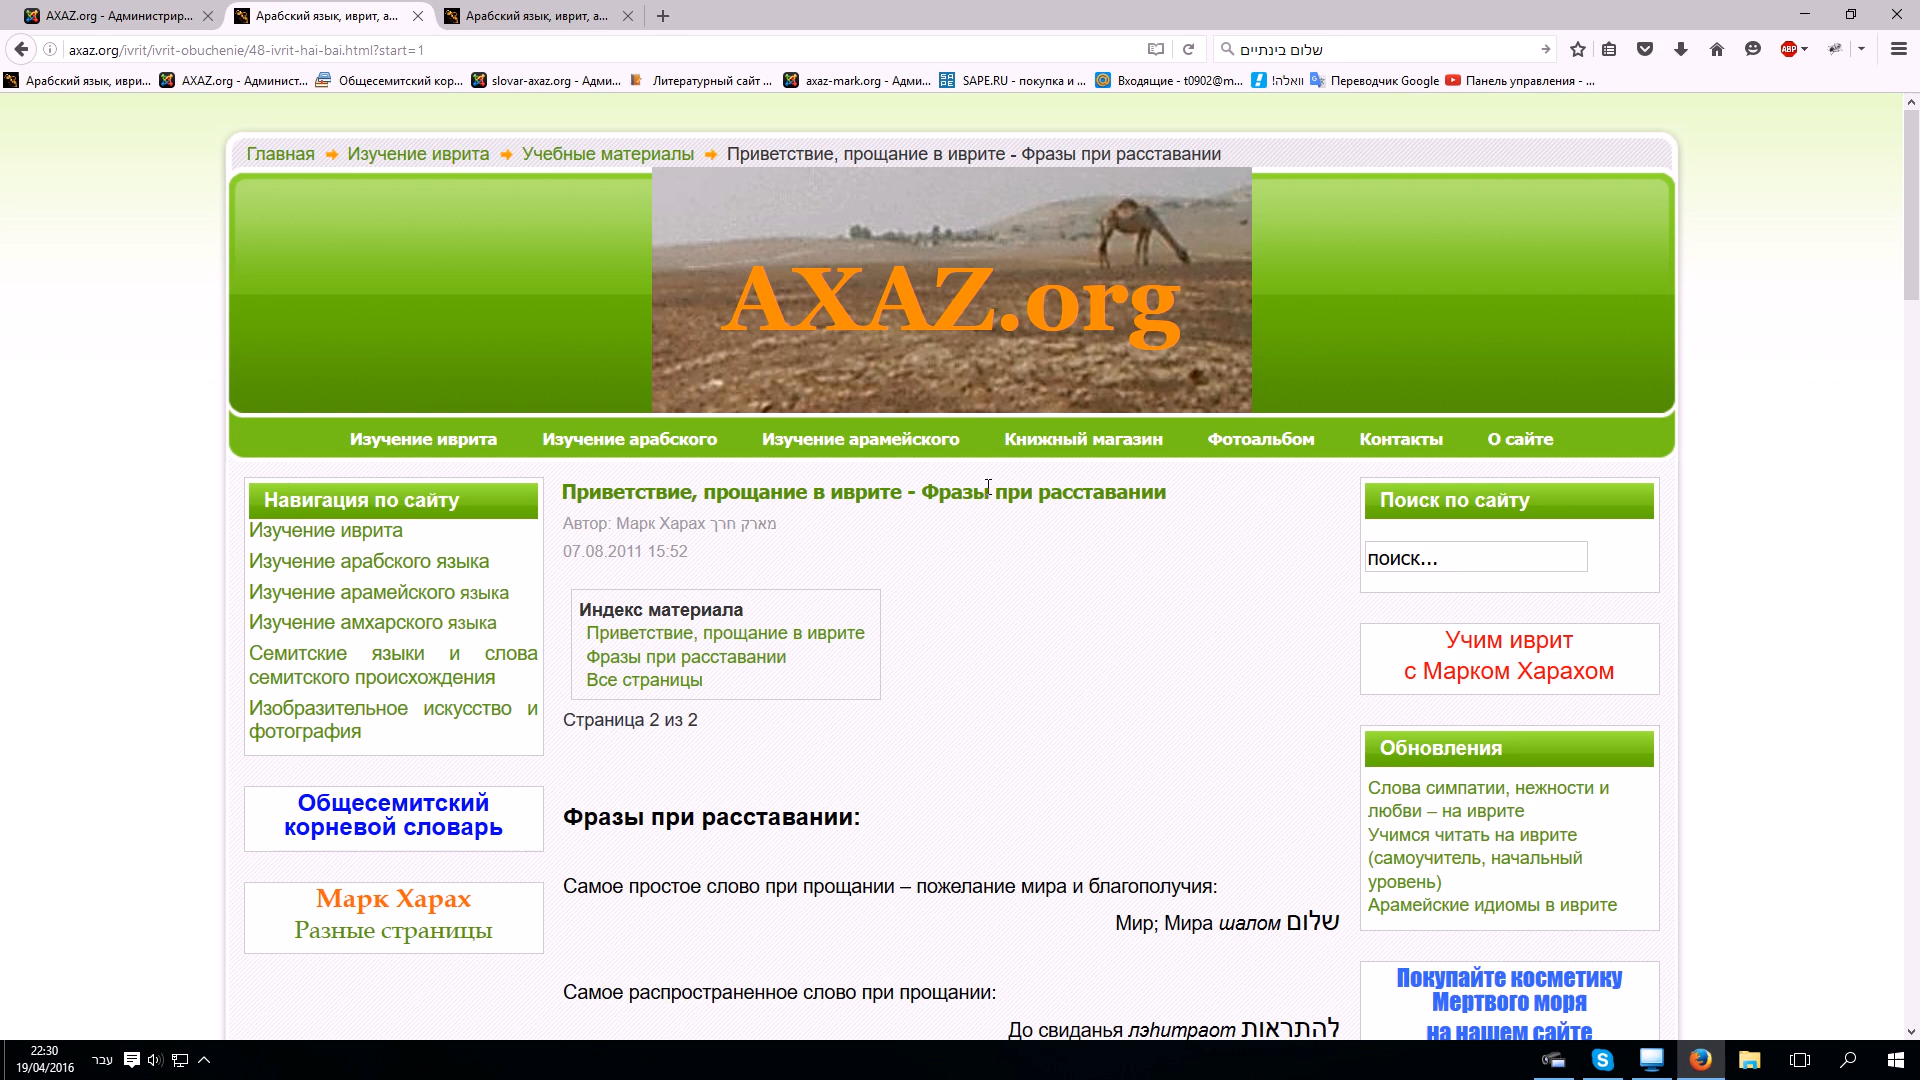 AXAZ.org - Администрир...
Арабский язык, иврит, а...
Арабский язык, иврит, а...
axaz.org/ivrit/ivrit-obuchenie/48-ivrit-hai-bai.html?start=1
שלום בינתיים
ABP
Арабский язык, иври...
AXAZ.org - Админист...
Общесемитский кор...
slovar-axaz.org - Адми...
Литературный сайт ...
axaz-mark.org - Адми...
SAPE.RU - покупка и ...
Входящие - t0902@m...
וואלה!
Переводчик Google
Панель управления - ...
Главная Изучение иврита Учебные материалы Приветствие, прощание в иврите - Фразы при расставании
AXAZ.org
Изучение иврита Изучение арабского Изучение арамейского Книжный магазин Фотоальбом Контакты О сайте
Навигация по сайту
Изучение иврита
Изучение арабского языка
Изучение арамейского языка
Изучение амхарского языка
Семитские языки и слова
семитского происхождения
Изобразительное искусство и
фотография
Общесемитский
корневой словарь
Марк Харах
Разные страницы
Приветствие, прощание в иврите - Фразы при расставании
Автор: Марк Харах מארק חרך
07.08.2011 15:52
Индекс материала
Приветствие, прощание в иврите
Фразы при расставании
Все страницы
Страница 2 из 2
Фразы при расставании:
Самое простое слово при прощании – пожелание мира и благополучия:
Мир; Мира шалом שלום
Самое распространенное слово при прощании:
До свиданья лэhитраот להתראות
Поиск по сайту
поиск...
Учим иврит
с Марком Харахом
Обновления
Слова симпатии, нежности и
любви – на иврите
Учимся читать на иврите
(самоучитель, начальный
уровень)
Арамейские идиомы в иврите
Покупайте косметику
Мертвого моря
на нашем сайте
22:30
19/04/2016
עבר